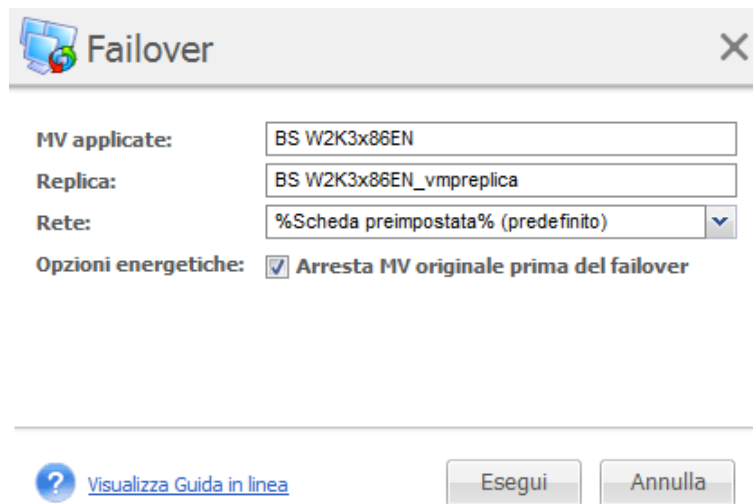 Failover
MV applicate: BS W2K3x86EN
Replica: BS W2K3x86EN_vmpreplica
Rete: %Scheda preimpostata% (predefinito)
Opzioni energetiche: Arresta MV originale prima del failover
? Visualizza Guida in linea Esegui Annulla